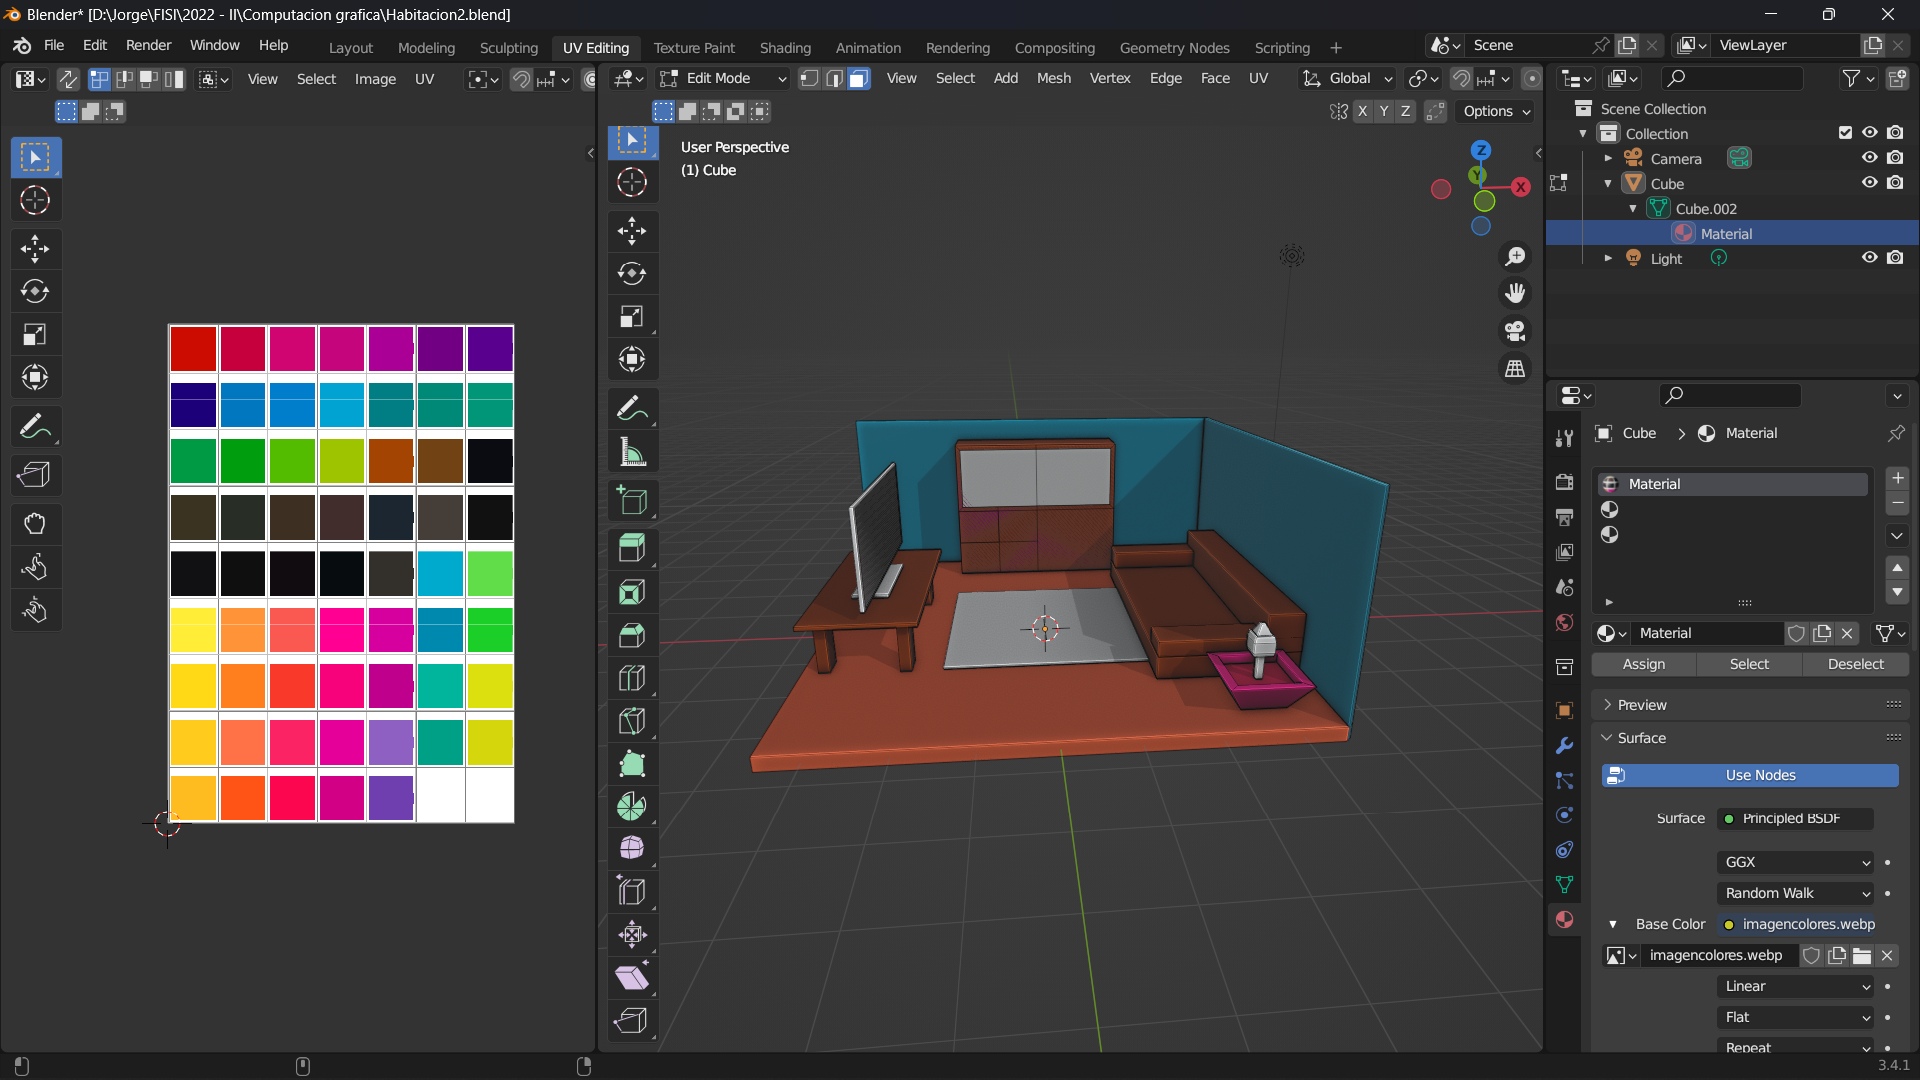 Blender* [D:\Jorge\FISI\2022 - II\Computacion grafica\Habitacion2.blend]
File Edit Render Window Help Layout Modeling Sculpting UV Editing Texture Paint Shading Animation Rendering Compositing Geometry Nodes Scripting + Scene ViewLayer
View Select Image UV
Edit Mode View Select Add Mesh Vertex Edge Face UV Global
X Y Z Options
User Perspective
(1) Cube
Z
Y
X
Scene Collection
Collection
Camera
Cube
Cube.002
Material
Light
Cube > Material
Material
Material
Assign Select Deselect
Preview
Surface
Use Nodes
Surface Principled BSDF
GGX
Random Walk
Base Color imagencolores.webp
imagencolores.webp
Linear
Flat
Repeat
3.4.1